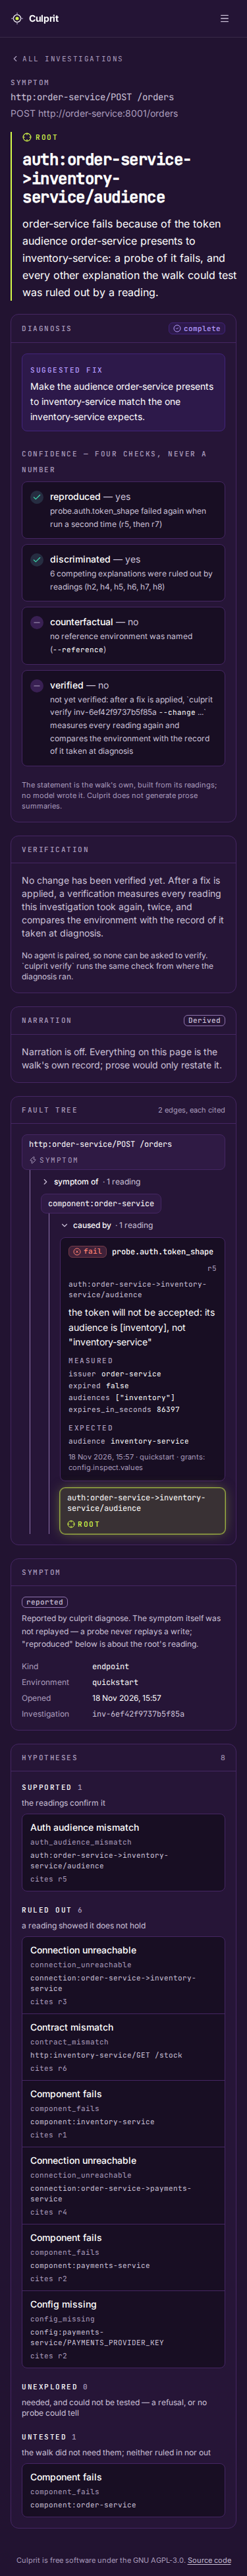 Culprit
ALL INVESTIGATIONS
SYMPTOM
http:order-service/POST /orders
POST http://order-service:8001/orders
ROOT
auth:order-service-
>inventory-
service/audience
order-service fails because of the token
audience order-service presents to
inventory-service: a probe of it fails, and
every other explanation the walk could test
was ruled out by a reading.
DIAGNOSIS
complete
SUGGESTED FIX
Make the audience order-service presents
to inventory-service match the one
inventory-service expects.
CONFIDENCE — FOUR CHECKS, NEVER A
NUMBER
reproduced — yes
probe.auth.token_shape failed again when
run a second time (r5, then r7)
discriminated — yes
6 competing explanations were ruled out by
readings (h2, h4, h5, h6, h7, h8)
counterfactual — no
no reference environment was named
(--reference)
verified — no
not yet verified: after a fix is applied, `culprit
verify inv-6ef42f9737b5f85a --change ...`
measures every reading again and
compares the environment with the record
of it taken at diagnosis
The statement is the walk's own, built from its readings;
no model wrote it. Culprit does not generate prose
summaries.
VERIFICATION
No change has been verified yet. After a fix is
applied, a verification measures every reading
this investigation took again, twice, and
compares the environment with the record of it
taken at diagnosis.
No agent is paired, so none can be asked to verify.
`culprit verify` runs the same check from where the
diagnosis ran.
NARRATION
Derived
Narration is off. Everything on this page is the
walk's own record; prose would only restate it.
FAULT TREE
2 edges, each cited
http:order-service/POST /orders
SYMPTOM
symptom of · 1 reading
component:order-service
caused by · 1 reading
fail probe.auth.token_shape
r5
auth:order-service->inventory-
service/audience
the token will not be accepted: its
audience is [inventory], not
"inventory-service"
MEASURED
issuer order-service
expired false
audiences ["inventory"]
expires_in_seconds 86397
EXPECTED
audience inventory-service
18 Nov 2026, 15:57 · quickstart · grants:
config.inspect.values
auth:order-service->inventory-
service/audience
ROOT
SYMPTOM
reported
Reported by culprit diagnose. The symptom itself was
not replayed — a probe never replays a write;
"reproduced" below is about the root's reading.
Kind endpoint
Environment quickstart
Opened 18 Nov 2026, 15:57
Investigation inv-6ef42f9737b5f85a
HYPOTHESES 8
SUPPORTED 1
the readings confirm it
Auth audience mismatch
auth_audience_mismatch
auth:order-service->inventory-
service/audience
cites r5
RULED OUT 6
a reading showed it does not hold
Connection unreachable
connection_unreachable
connection:order-service->inventory-
service
cites r3
Contract mismatch
contract_mismatch
http:inventory-service/GET /stock
cites r6
Component fails
component_fails
component:inventory-service
cites r1
Connection unreachable
connection_unreachable
connection:order-service->payments-
service
cites r4
Component fails
component_fails
component:payments-service
cites r2
Config missing
config_missing
config:payments-
service/PAYMENTS_PROVIDER_KEY
cites r2
UNEXPLORED 0
needed, and could not be tested — a refusal, or no
probe could tell
UNTESTED 1
the walk did not need them; neither ruled in nor out
Component fails
component_fails
component:order-service
Culprit is free software under the GNU AGPL-3.0. Source code